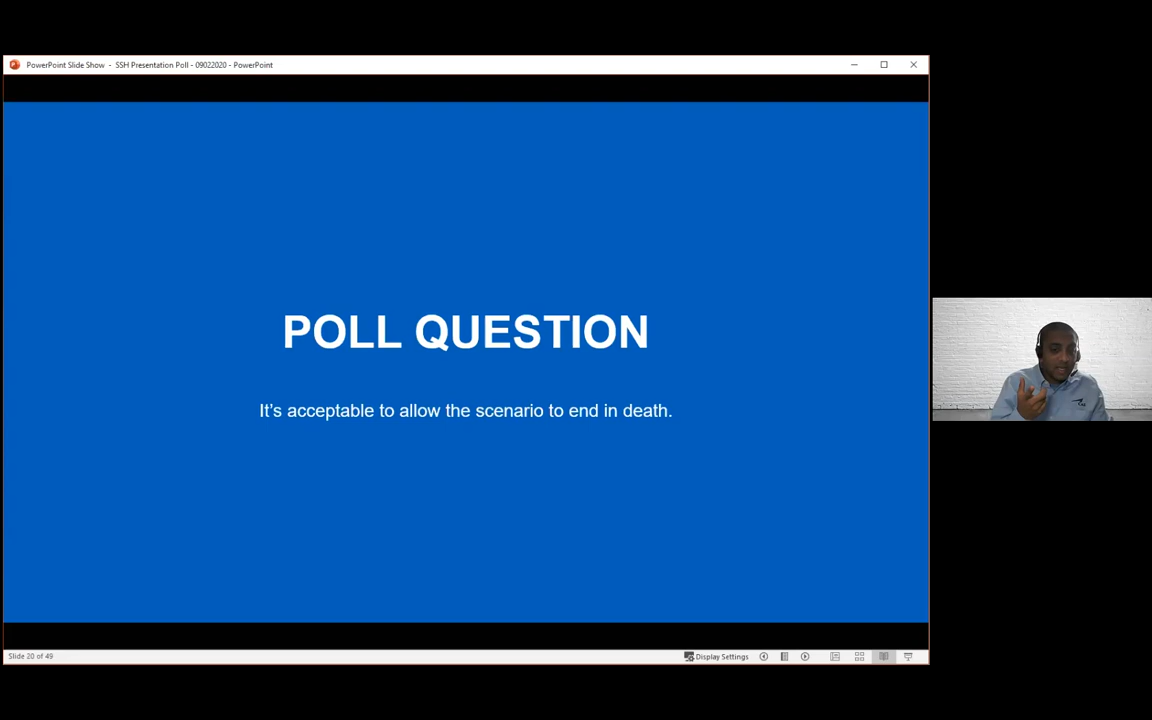 PowerPoint Slide Show - SSH Presentation Poll - 09022020 - PowerPoint
POLL QUESTION
It's acceptable to allow the scenario to end in death.
Slide 20 of 49
Display Settings